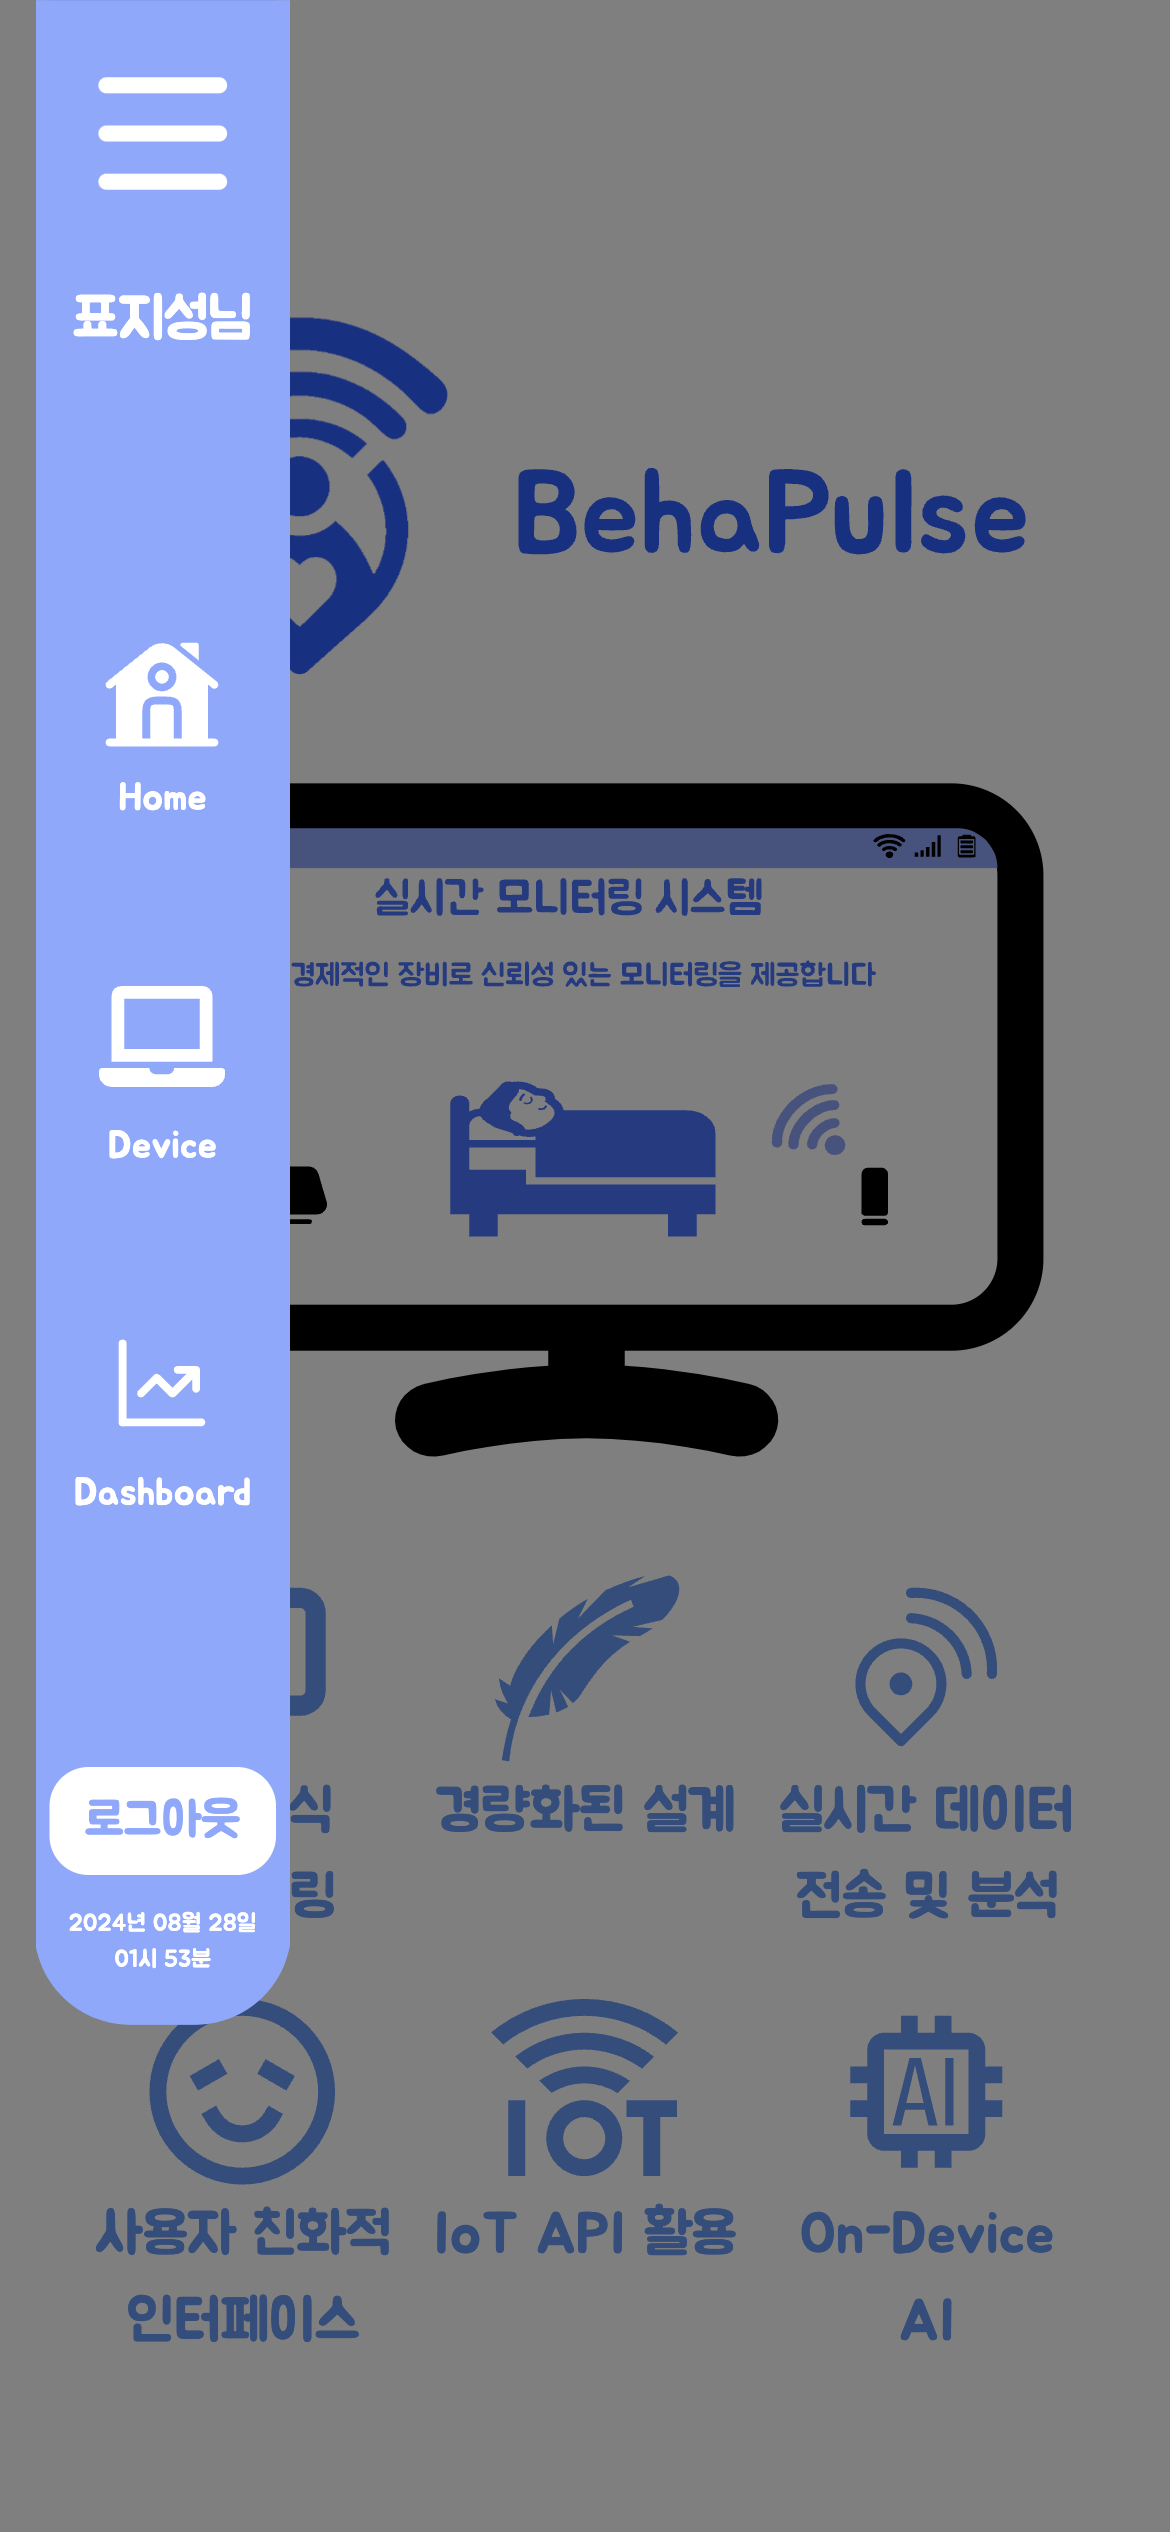 표지성님
BehaPulse
Home
실시간 모니터링 시스템
경제적인 장비로 신뢰성 있는 모니터링을 제공합니다
Device
Dashboard
로그아웃
2024년 08월 28일
01시 53분
식
링
경량화된 설계
실시간 데이터
전송 및 분석
사용자 친화적
인터페이스
IOT
IoT API 활용
AI
On-Device
AI